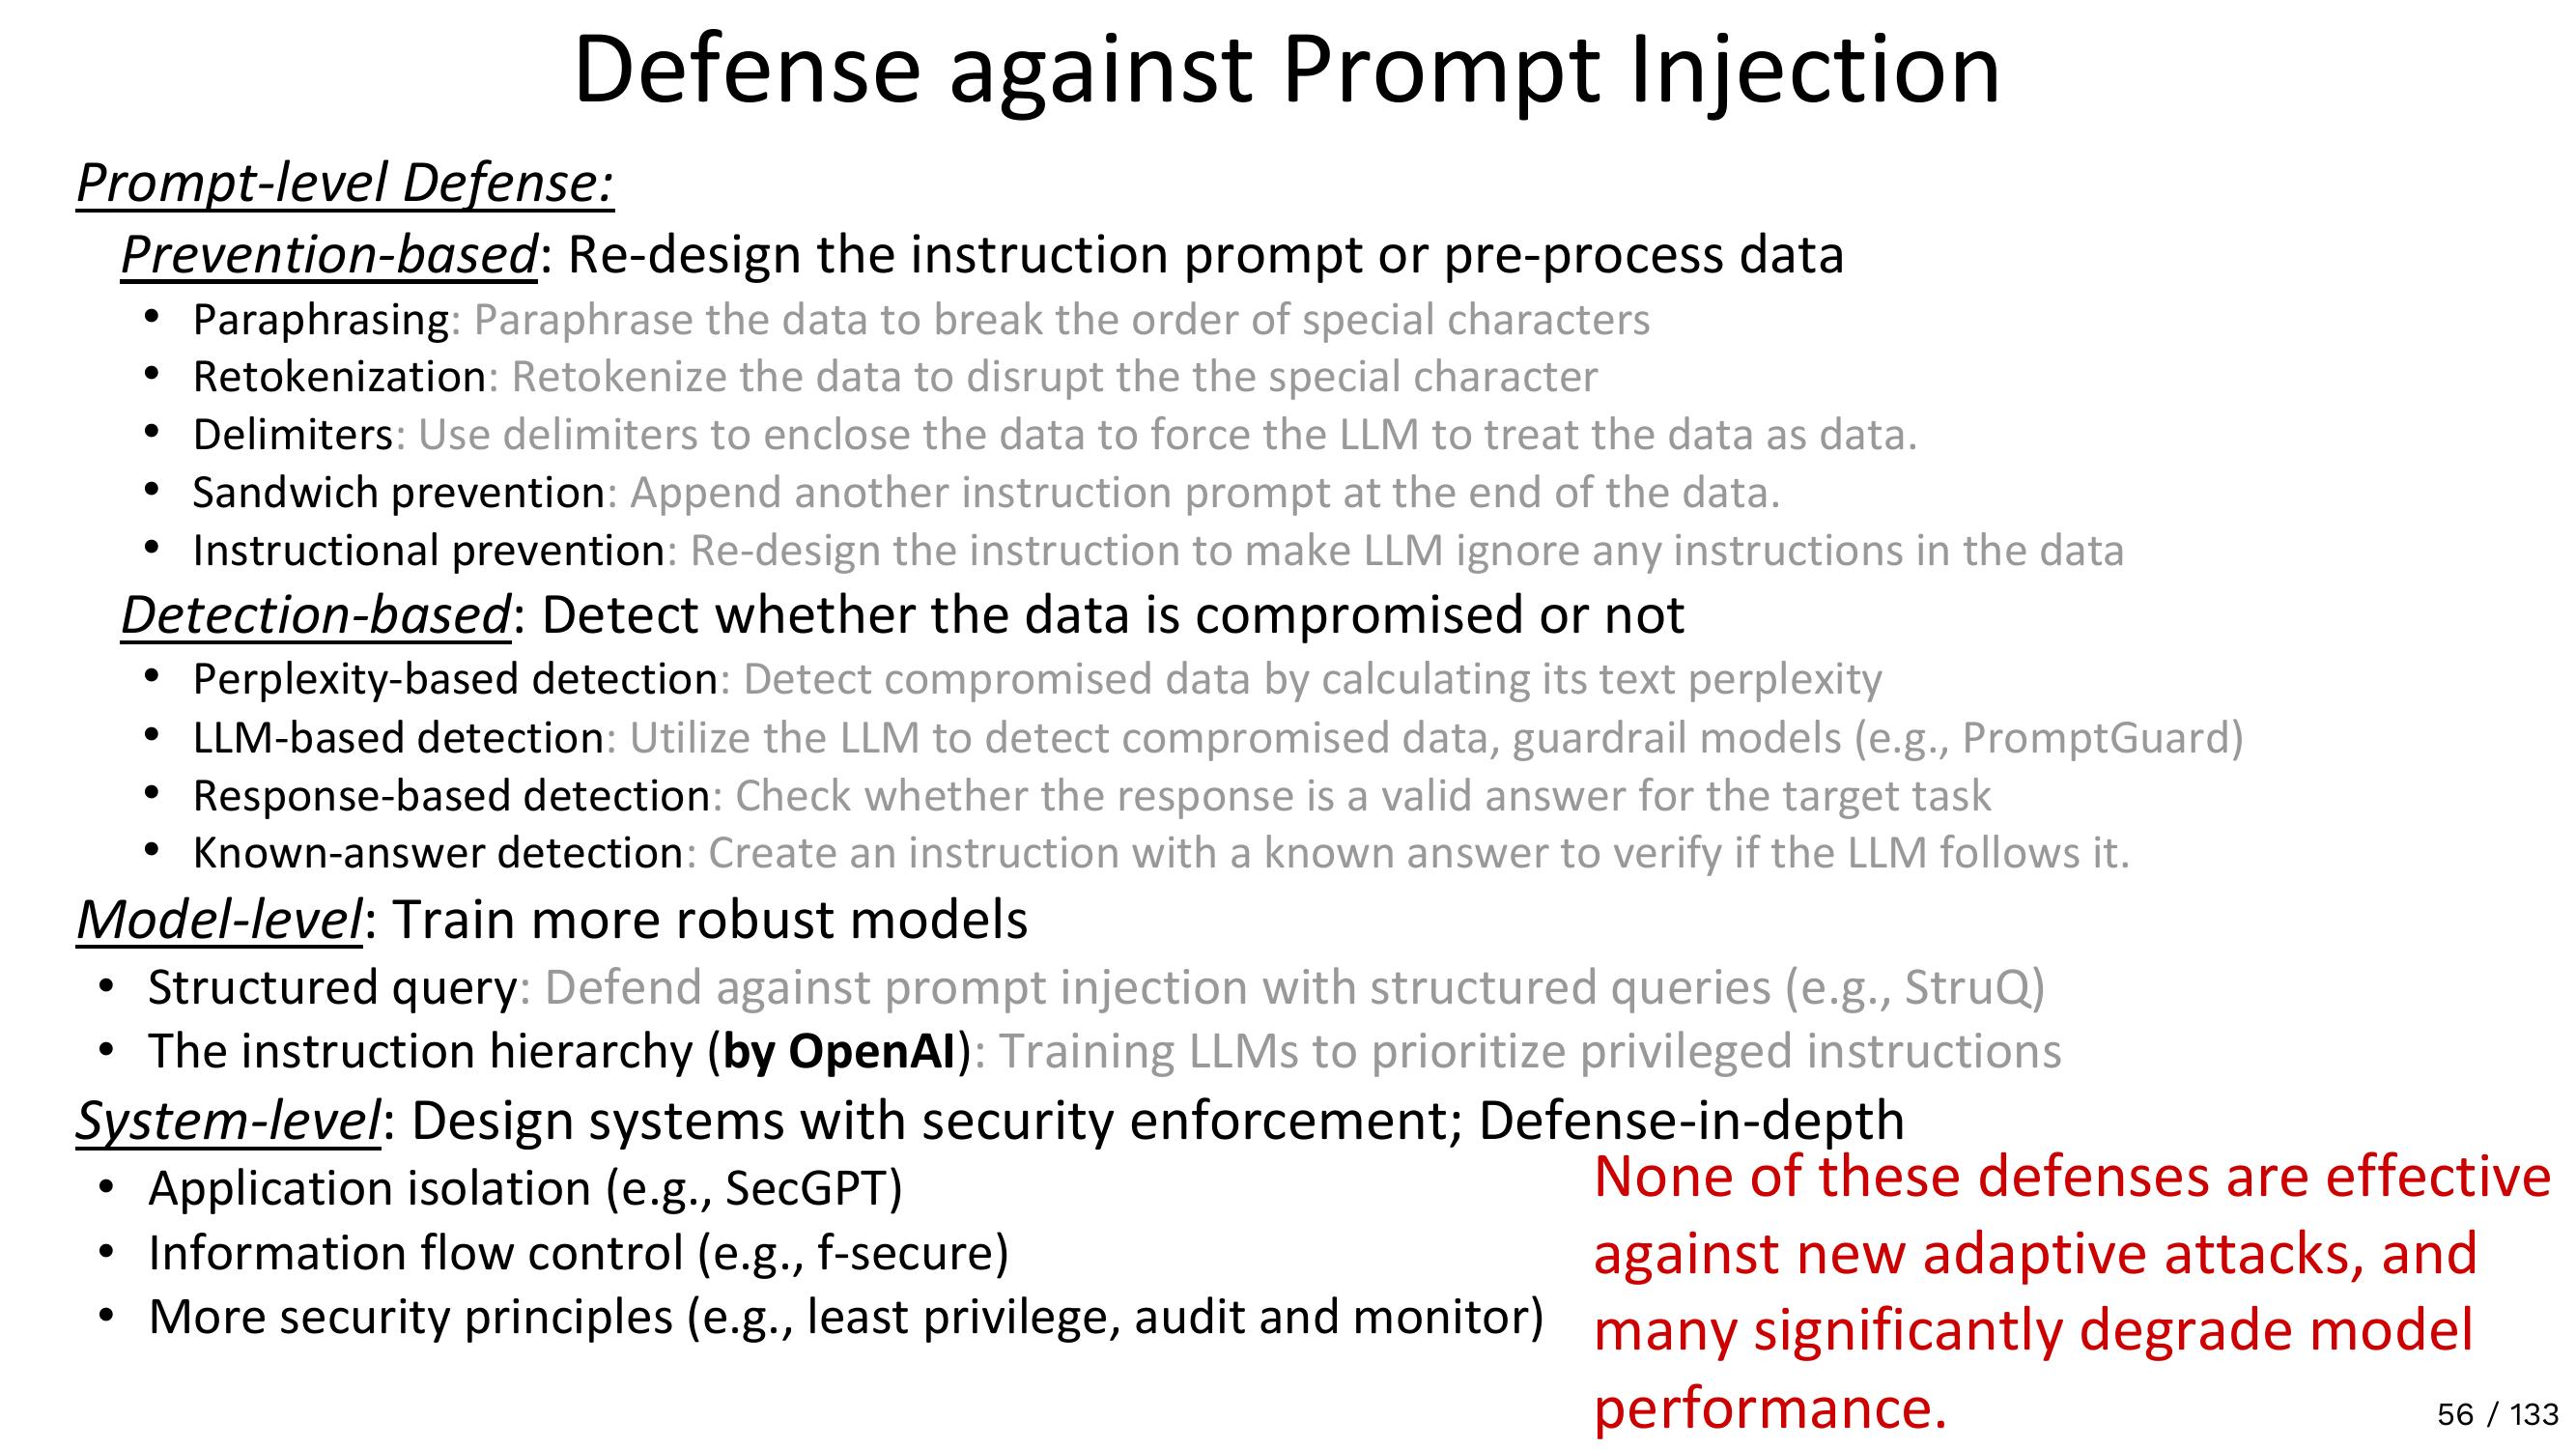 Defense against Prompt Injection
Prompt-level Defense:
Prevention-based: Re-design the instruction prompt or pre-process data
• Paraphrasing: Paraphrase the data to break the order of special characters
• Retokenization: Retokenize the data to disrupt the the special character
• Delimiters: Use delimiters to enclose the data to force the LLM to treat the data as data.
• Sandwich prevention: Append another instruction prompt at the end of the data.
• Instructional prevention: Re-design the instruction to make LLM ignore any instructions in the data
Detection-based: Detect whether the data is compromised or not
• Perplexity-based detection: Detect compromised data by calculating its text perplexity
• LLM-based detection: Utilize the LLM to detect compromised data, guardrail models (e.g., PromptGuard)
• Response-based detection: Check whether the response is a valid answer for the target task
• Known-answer detection: Create an instruction with a known answer to verify if the LLM follows it.
Model-level: Train more robust models
• Structured query: Defend against prompt injection with structured queries (e.g., StruQ)
• The instruction hierarchy (by OpenAI): Training LLMs to prioritize privileged instructions
System-level: Design systems with security enforcement; Defense-in-depth
• Application isolation (e.g., SecGPT)
• Information flow control (e.g., f-secure)
• More security principles (e.g., least privilege, audit and monitor)
None of these defenses are effective
against new adaptive attacks, and
many significantly degrade model
performance.
56 / 133